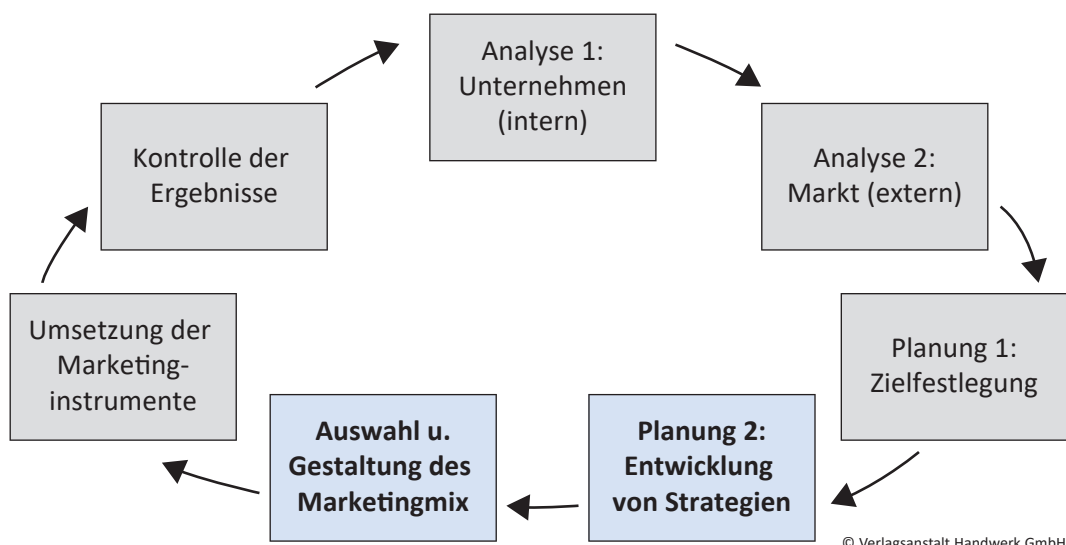 Analyse 1:
Unternehmen
(intern)
Analyse 2:
Markt (extern)
Planung 1:
Zielfestlegung
Planung 2:
Entwicklung
von Strategien
Auswahl u.
Gestaltung des
Marketingmix
Umsetzung der
Marketing-
instrumente
Kontrolle der
Ergebnisse
© Verlagsanstalt Handwerk GmbH